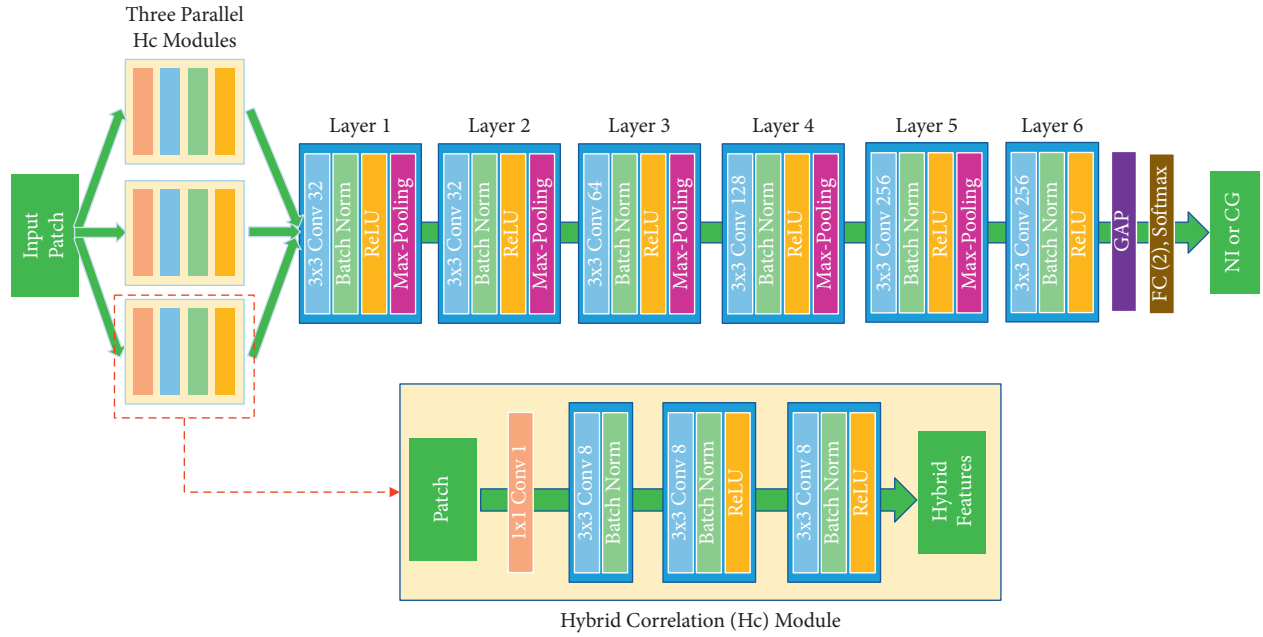 Three Parallel
Hc Modules
Input
Patch
Layer 1
3x3 Conv 32
Batch Norm
ReLU
Max-Pooling
Layer 2
3x3 Conv 32
Batch Norm
ReLU
Max-Pooling
Layer 3
3x3 Conv 64
Batch Norm
ReLU
Max-Pooling
Layer 4
3x3 Conv 128
Batch Norm
ReLU
Max-Pooling
Layer 5
3x3 Conv 256
Batch Norm
ReLU
Max-Pooling
Layer 6
3x3 Conv 256
Batch Norm
ReLU
GAP
FC (2), Softmax
NI or CG
Patch
1x1 Conv 1
3x3 Conv 8
Batch Norm
3x3 Conv 8
Batch Norm
ReLU
3x3 Conv 8
Batch Norm
ReLU
Hybrid
Features
Hybrid Correlation (Hc) Module